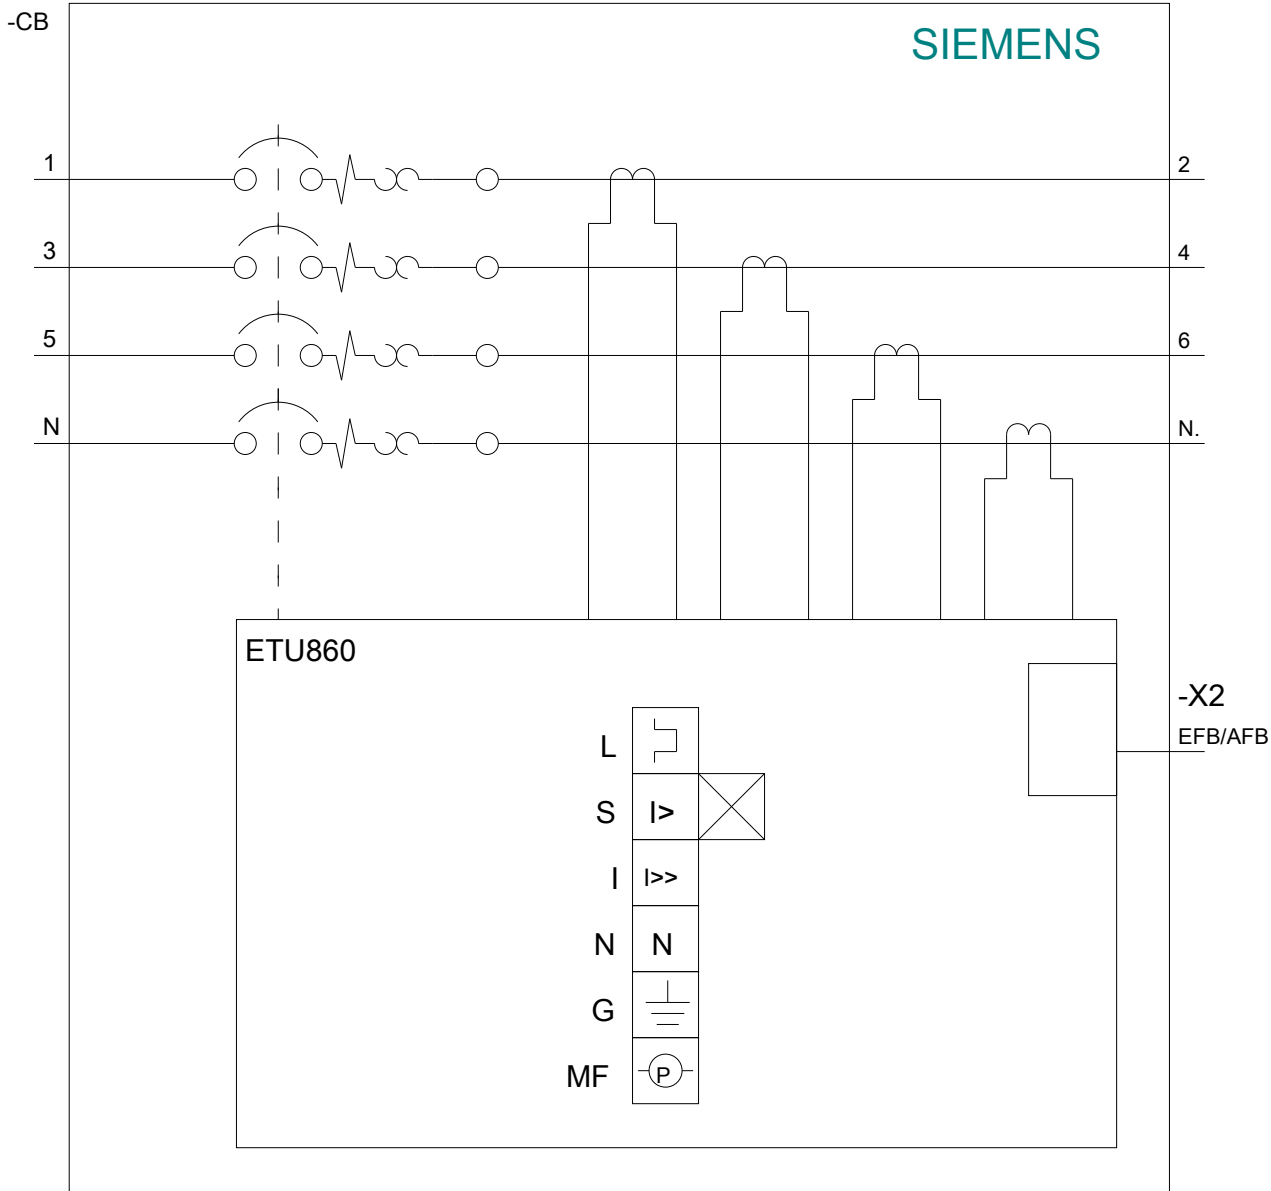 -CB
SIEMENS
1
2
3
4
5
6
N
N.
ETU860
-X2
EFB/AFB
L
S I>
I I>>
N N
G
MF P